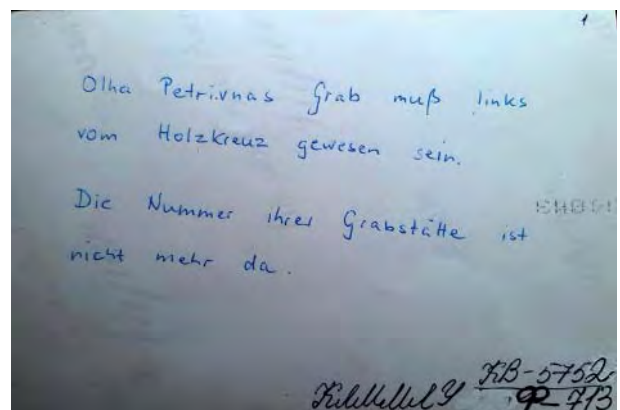 1
Olha Petrivnas Grab muß links
vom Holzkreuz gewesen sein.
Die Nummer ihrer Grabstätte ist
nicht mehr da.
КВ-5752